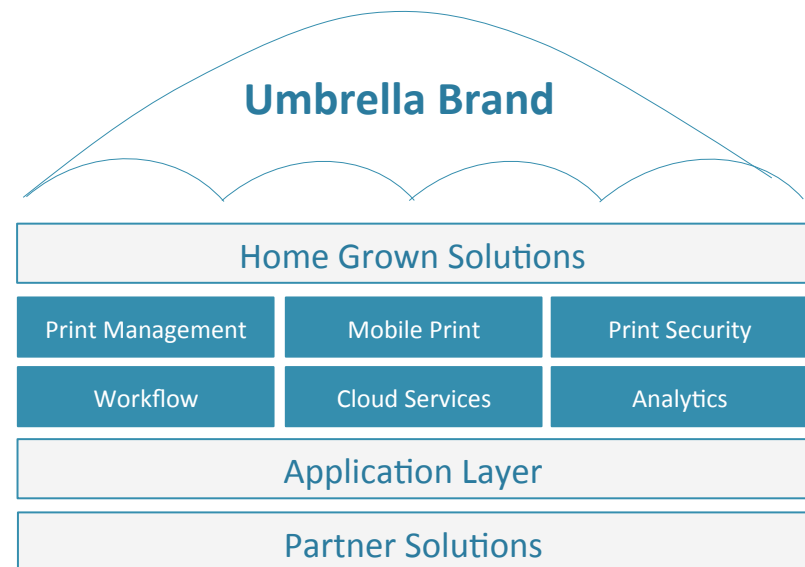 Umbrella Brand
Home Grown Solutions
Print Management
Mobile Print
Print Security
Workflow
Cloud Services
Analytics
Application Layer
Partner Solutions